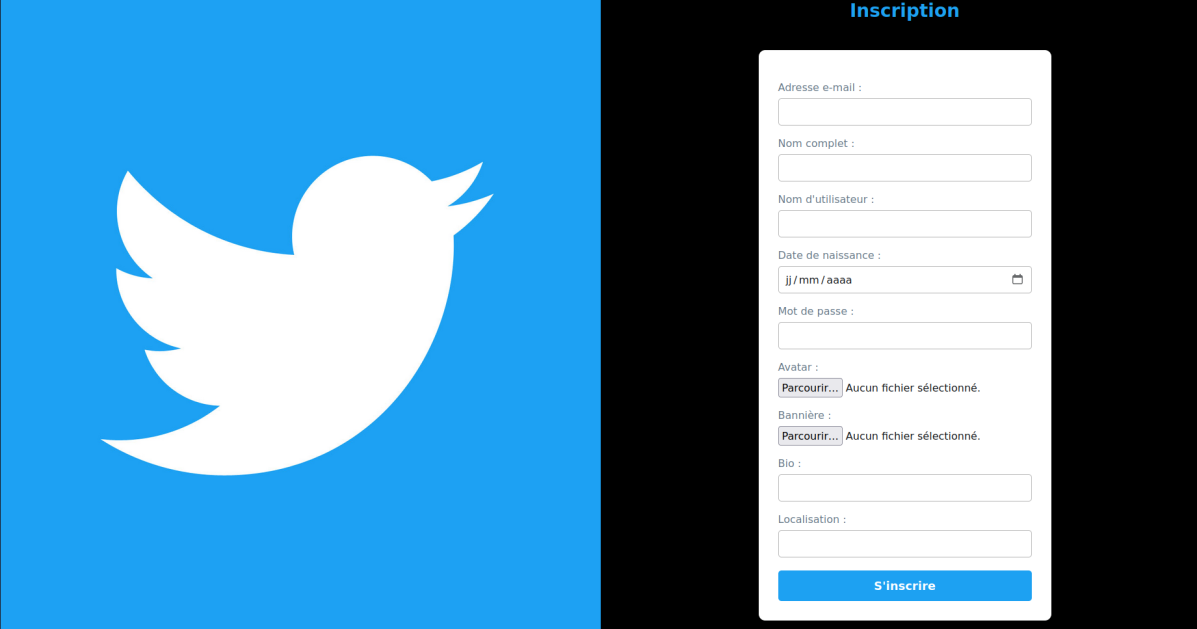 Inscription
Adresse e-mail :
Nom complet :
Nom d'utilisateur :
Date de naissance :
jj/mm/aaaa
Mot de passe :
Avatar :
Parcourir... Aucun fichier sélectionné.
Bannière :
Parcourir... Aucun fichier sélectionné.
Bio :
Localisation :
S'inscrire